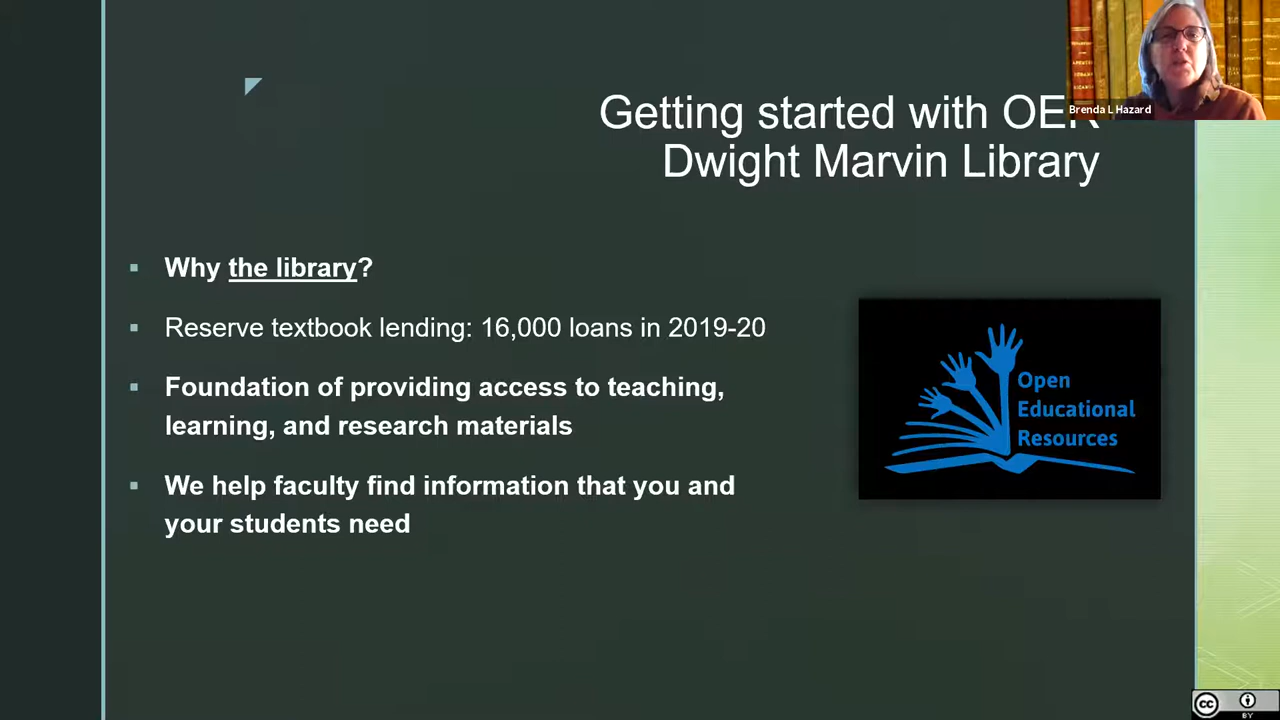 Getting started with OER
Dwight Marvin Library
Brenda L Hazard
Why the library?
Reserve textbook lending: 16,000 loans in 2019-20
Foundation of providing access to teaching,
learning, and research materials
We help faculty find information that you and
your students need
Open
Educational
Resources
cc
BY